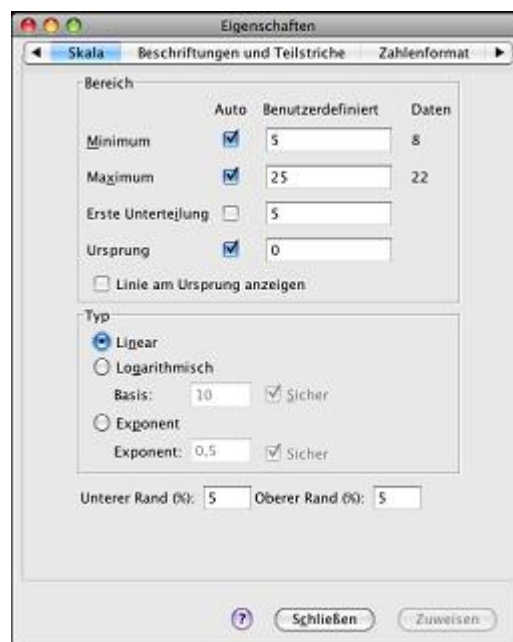 Eigenschaften
Skala Beschriftungen und Teilstriche Zahlenformat
Bereich
Auto Benutzerdefiniert Daten
Minimum 5 8
Maximum 25 22
Erste Unterteilung 5
Ursprung 0
Linie am Ursprung anzeigen
Typ
Linear
Logarithmisch
Basis: 10 Sicher
Exponent
Exponent: 0,5 Sicher
Unterer Rand (%): 5 Oberer Rand (%): 5
? Schließen Zuweisen